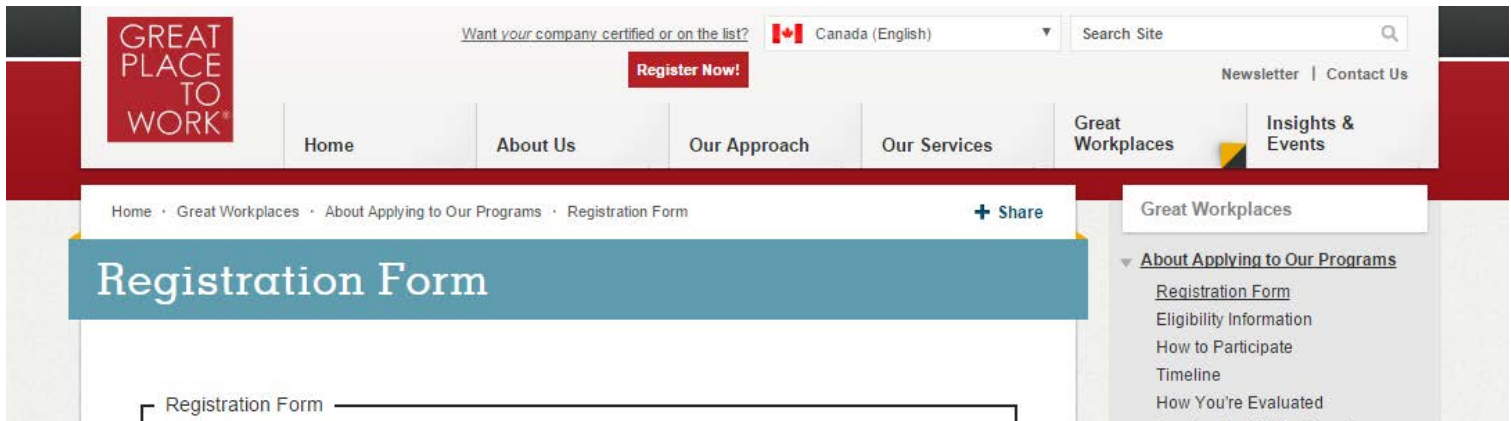 GREAT
PLACE
TO
WORK®
Want your company certified or on the list?
Register Now!
Canada (English)
Search Site
Newsletter | Contact Us
Home
About Us
Our Approach
Our Services
Great
Workplaces
Insights &
Events
Home · Great Workplaces · About Applying to Our Programs · Registration Form
+ Share
Registration Form
Registration Form
Great Workplaces
About Applying to Our Programs
Registration Form
Eligibility Information
How to Participate
Timeline
How You're Evaluated